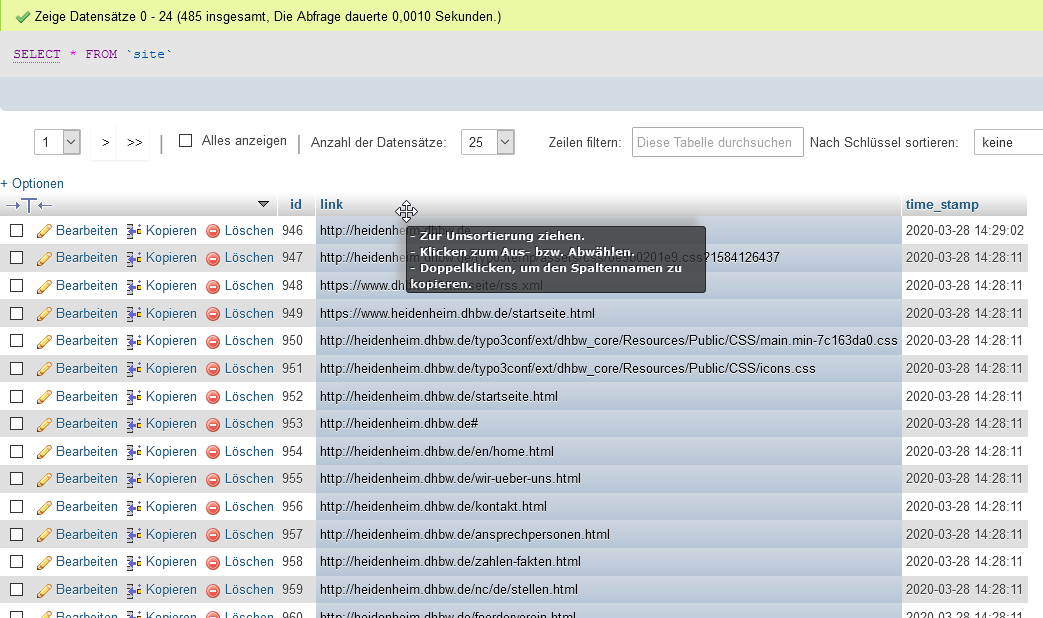 Zeige Datensätze 0 - 24 (485 insgesamt, Die Abfrage dauerte 0,0010 Sekunden.)
SELECT * FROM `site`
1 > >> | Alles anzeigen | Anzahl der Datensätze: 25 Zeilen filtern: Diese Tabelle durchsuchen Nach Schlüssel sortieren: keine
+ Optionen
←T→ id link time_stamp
Bearbeiten Kopieren Löschen 946 http://heidenheim.dhbw.de 2020-03-28 14:29:02
- Zur Umsortierung ziehen.
- Klicken zum Aus- bzw. Abwählen.
- Doppelklicken, um den Spaltennamen zu
kopieren.
Bearbeiten Kopieren Löschen 947 http://heidenheim.dhbw.de/typo3temp/assets/css/ .css?1584126437 2020-03-28 14:28:11
Bearbeiten Kopieren Löschen 948 https://www.dhbw.de/startseite/rss.xml 2020-03-28 14:28:11
Bearbeiten Kopieren Löschen 949 https://www.heidenheim.dhbw.de/startseite.html 2020-03-28 14:28:11
Bearbeiten Kopieren Löschen 950 http://heidenheim.dhbw.de/typo3conf/ext/dhbw_core/Resources/Public/CSS/main.min-7c163da0.css 2020-03-28 14:28:11
Bearbeiten Kopieren Löschen 951 http://heidenheim.dhbw.de/typo3conf/ext/dhbw_core/Resources/Public/CSS/icons.css 2020-03-28 14:28:11
Bearbeiten Kopieren Löschen 952 http://heidenheim.dhbw.de/startseite.html 2020-03-28 14:28:11
Bearbeiten Kopieren Löschen 953 http://heidenheim.dhbw.de# 2020-03-28 14:28:11
Bearbeiten Kopieren Löschen 954 http://heidenheim.dhbw.de/en/home.html 2020-03-28 14:28:11
Bearbeiten Kopieren Löschen 955 http://heidenheim.dhbw.de/wir-ueber-uns.html 2020-03-28 14:28:11
Bearbeiten Kopieren Löschen 956 http://heidenheim.dhbw.de/kontakt.html 2020-03-28 14:28:11
Bearbeiten Kopieren Löschen 957 http://heidenheim.dhbw.de/ansprechpersonen.html 2020-03-28 14:28:11
Bearbeiten Kopieren Löschen 958 http://heidenheim.dhbw.de/zahlen-fakten.html 2020-03-28 14:28:11
Bearbeiten Kopieren Löschen 959 http://heidenheim.dhbw.de/nc/de/stellen.html 2020-03-28 14:28:11
Bearbeiten Kopieren Löschen 960 http://heidenheim.dhbw.de/foerderverein.html 2020-03-28 14:28:11